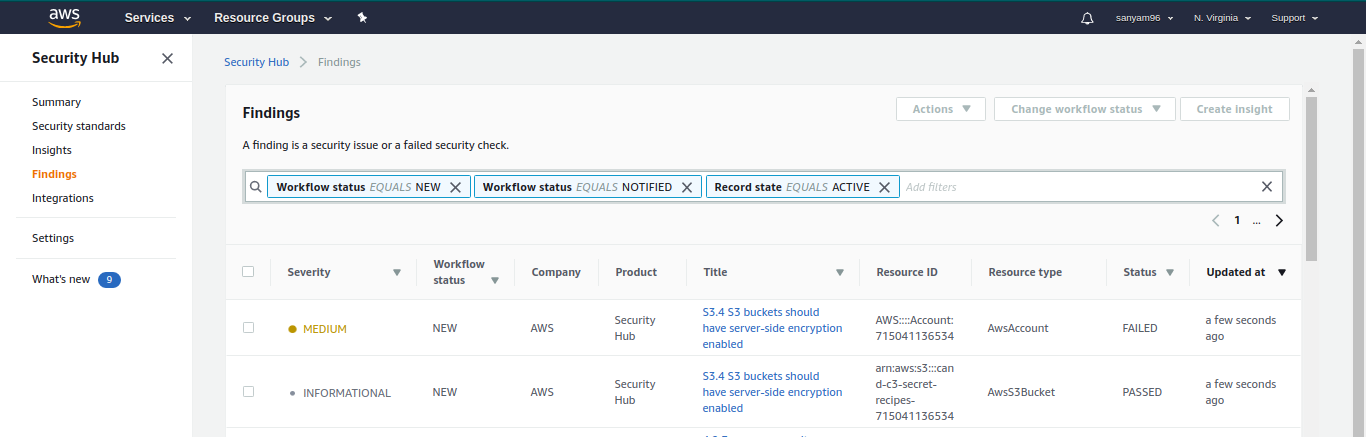 aws Services Resource Groups sanyam96 N. Virginia Support
Security Hub
Summary
Security standards
Insights
Findings
Integrations
Settings
What's new 9
Security Hub Findings
Findings
Actions Change workflow status Create insight
A finding is a security issue or a failed security check.
Workflow status EQUALS NEW Workflow status EQUALS NOTIFIED Record state EQUALS ACTIVE Add filters
1 ...
Severity Workflow status Company Product Title Resource ID Resource type Status Updated at
MEDIUM NEW AWS Security Hub S3.4 S3 buckets should have server-side encryption enabled AWS::::Account:715041136534 AwsAccount FAILED a few seconds ago
INFORMATIONAL NEW AWS Security Hub S3.4 S3 buckets should have server-side encryption enabled arn:aws:s3:::cand-c3-secret-recipes-715041136534 AwsS3Bucket PASSED a few seconds ago